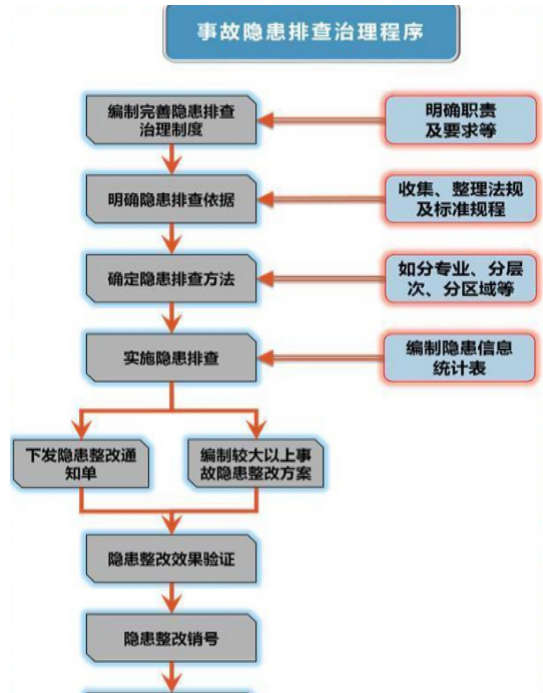 事故隐患排查治理程序
编制完善隐患排查
治理制度
明确职责
及要求等
明确隐患排查依据
收集、整理法规
及标准规程
确定隐患排查方法
如分专业、分层
次、分区域等
实施隐患排查
编制隐患信息
统计表
下发隐患整改通
知单
编制较大以上事
故隐患整改方案
隐患整改效果验证
隐患整改销号